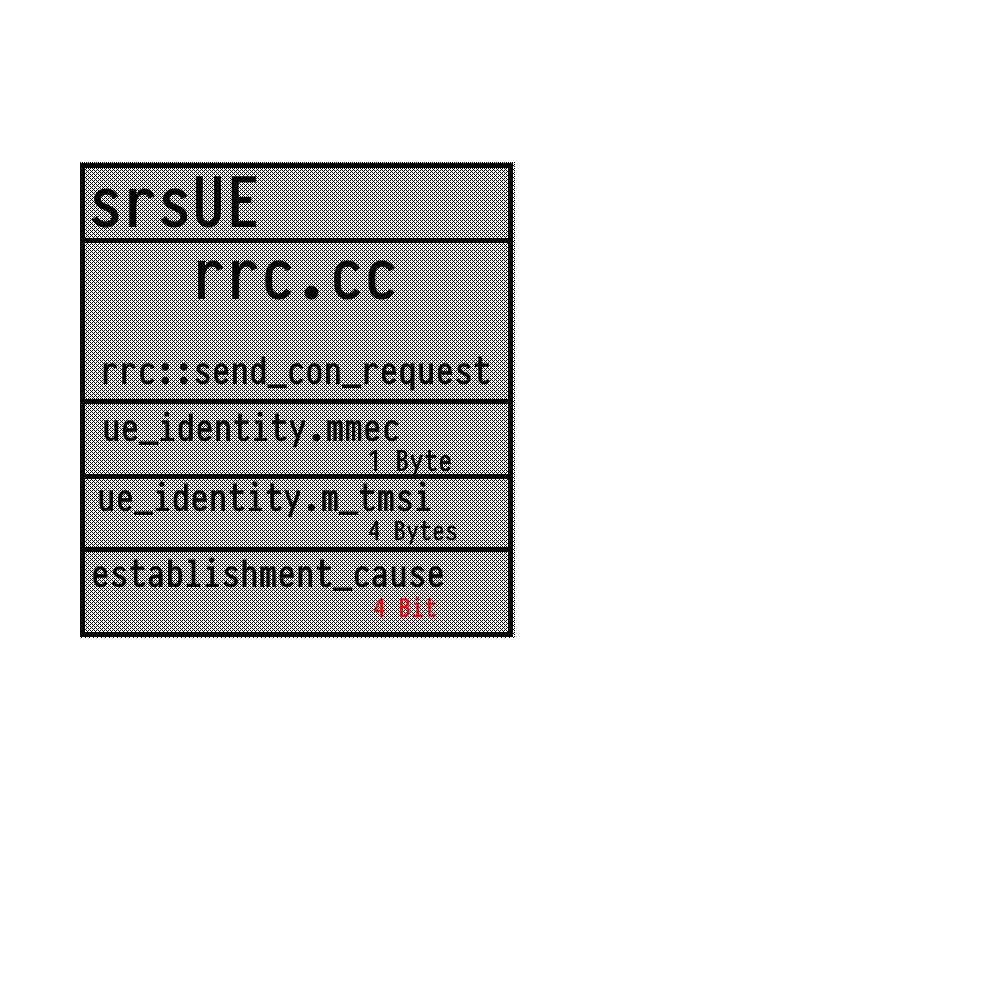 srsUE
rrc.cc
rrc::send_con_request
ue_identity.mmec
1 Byte
ue_identity.m_tmsi
4 Bytes
establishment_cause
4 Bit